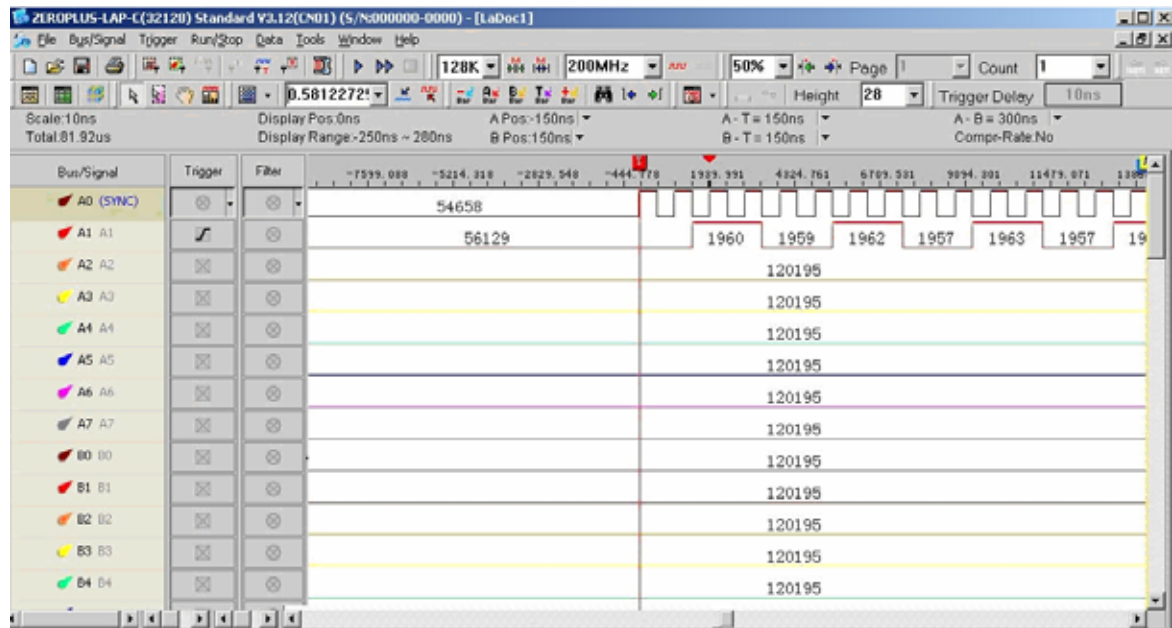 ZEROPLUS-LAP-C(32128) Standard V3.12(CN01) (S/N:000000-0000) - [LaDoc1]
File Bus/Signal Trigger Run/Stop Data Tools Window Help
128K 200MHz 50% Page 1 Count 1
Height 28 Trigger Delay 10ns
Scale:10ns Display Pos:0ns A Pos:-150ns A - T = 150ns A - B = 300ns
Total:81.92us Display Range:-250ns ~ 280ns B Pos:150ns B - T = 150ns Compr-Rate:No
Bus/Signal Trigger Filter -7599.088 -5214.318 -2829.548 -444.778 1939.991 4324.761 6709.531 9094.301 11479.071
A0 (SYNC) 54658
A1 A1 56129 1960 1959 1962 1957 1963 1957 19
A2 A2 120195
A3 A3 120195
A4 A4 120195
A5 A5 120195
A6 A6 120195
A7 A7 120195
B0 B0 120195
B1 B1 120195
B2 B2 120195
B3 B3 120195
B4 B4 120195